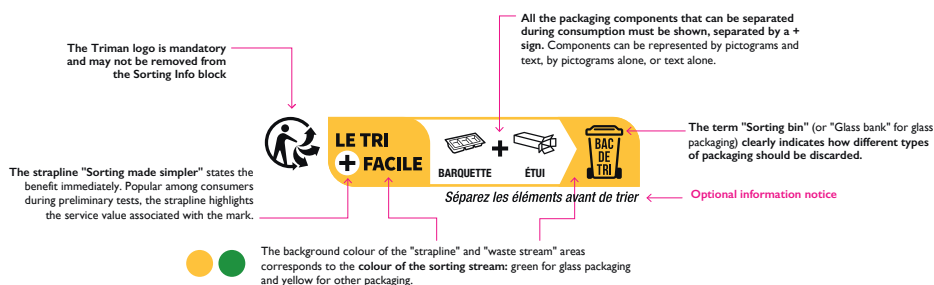 All the packaging components that can be separated
during consumption must be shown, separated by a +
sign. Components can be represented by pictograms and
text, by pictograms alone, or text alone.
The Triman logo is mandatory
and may not be removed from
the Sorting Info block
LE TRI
+ FACILE
BARQUETTE
+
ÉTUI
BAC
DE
TRI
Séparez les éléments avant de trier
The term "Sorting bin" (or "Glass bank" for glass
packaging) clearly indicates how different types
of packaging should be discarded.
Optional information notice
The strapline "Sorting made simpler" states the
benefit immediately. Popular among consumers
during preliminary tests, the strapline highlights
the service value associated with the mark.
The background colour of the "strapline" and "waste stream" areas
corresponds to the colour of the sorting stream: green for glass packaging
and yellow for other packaging.